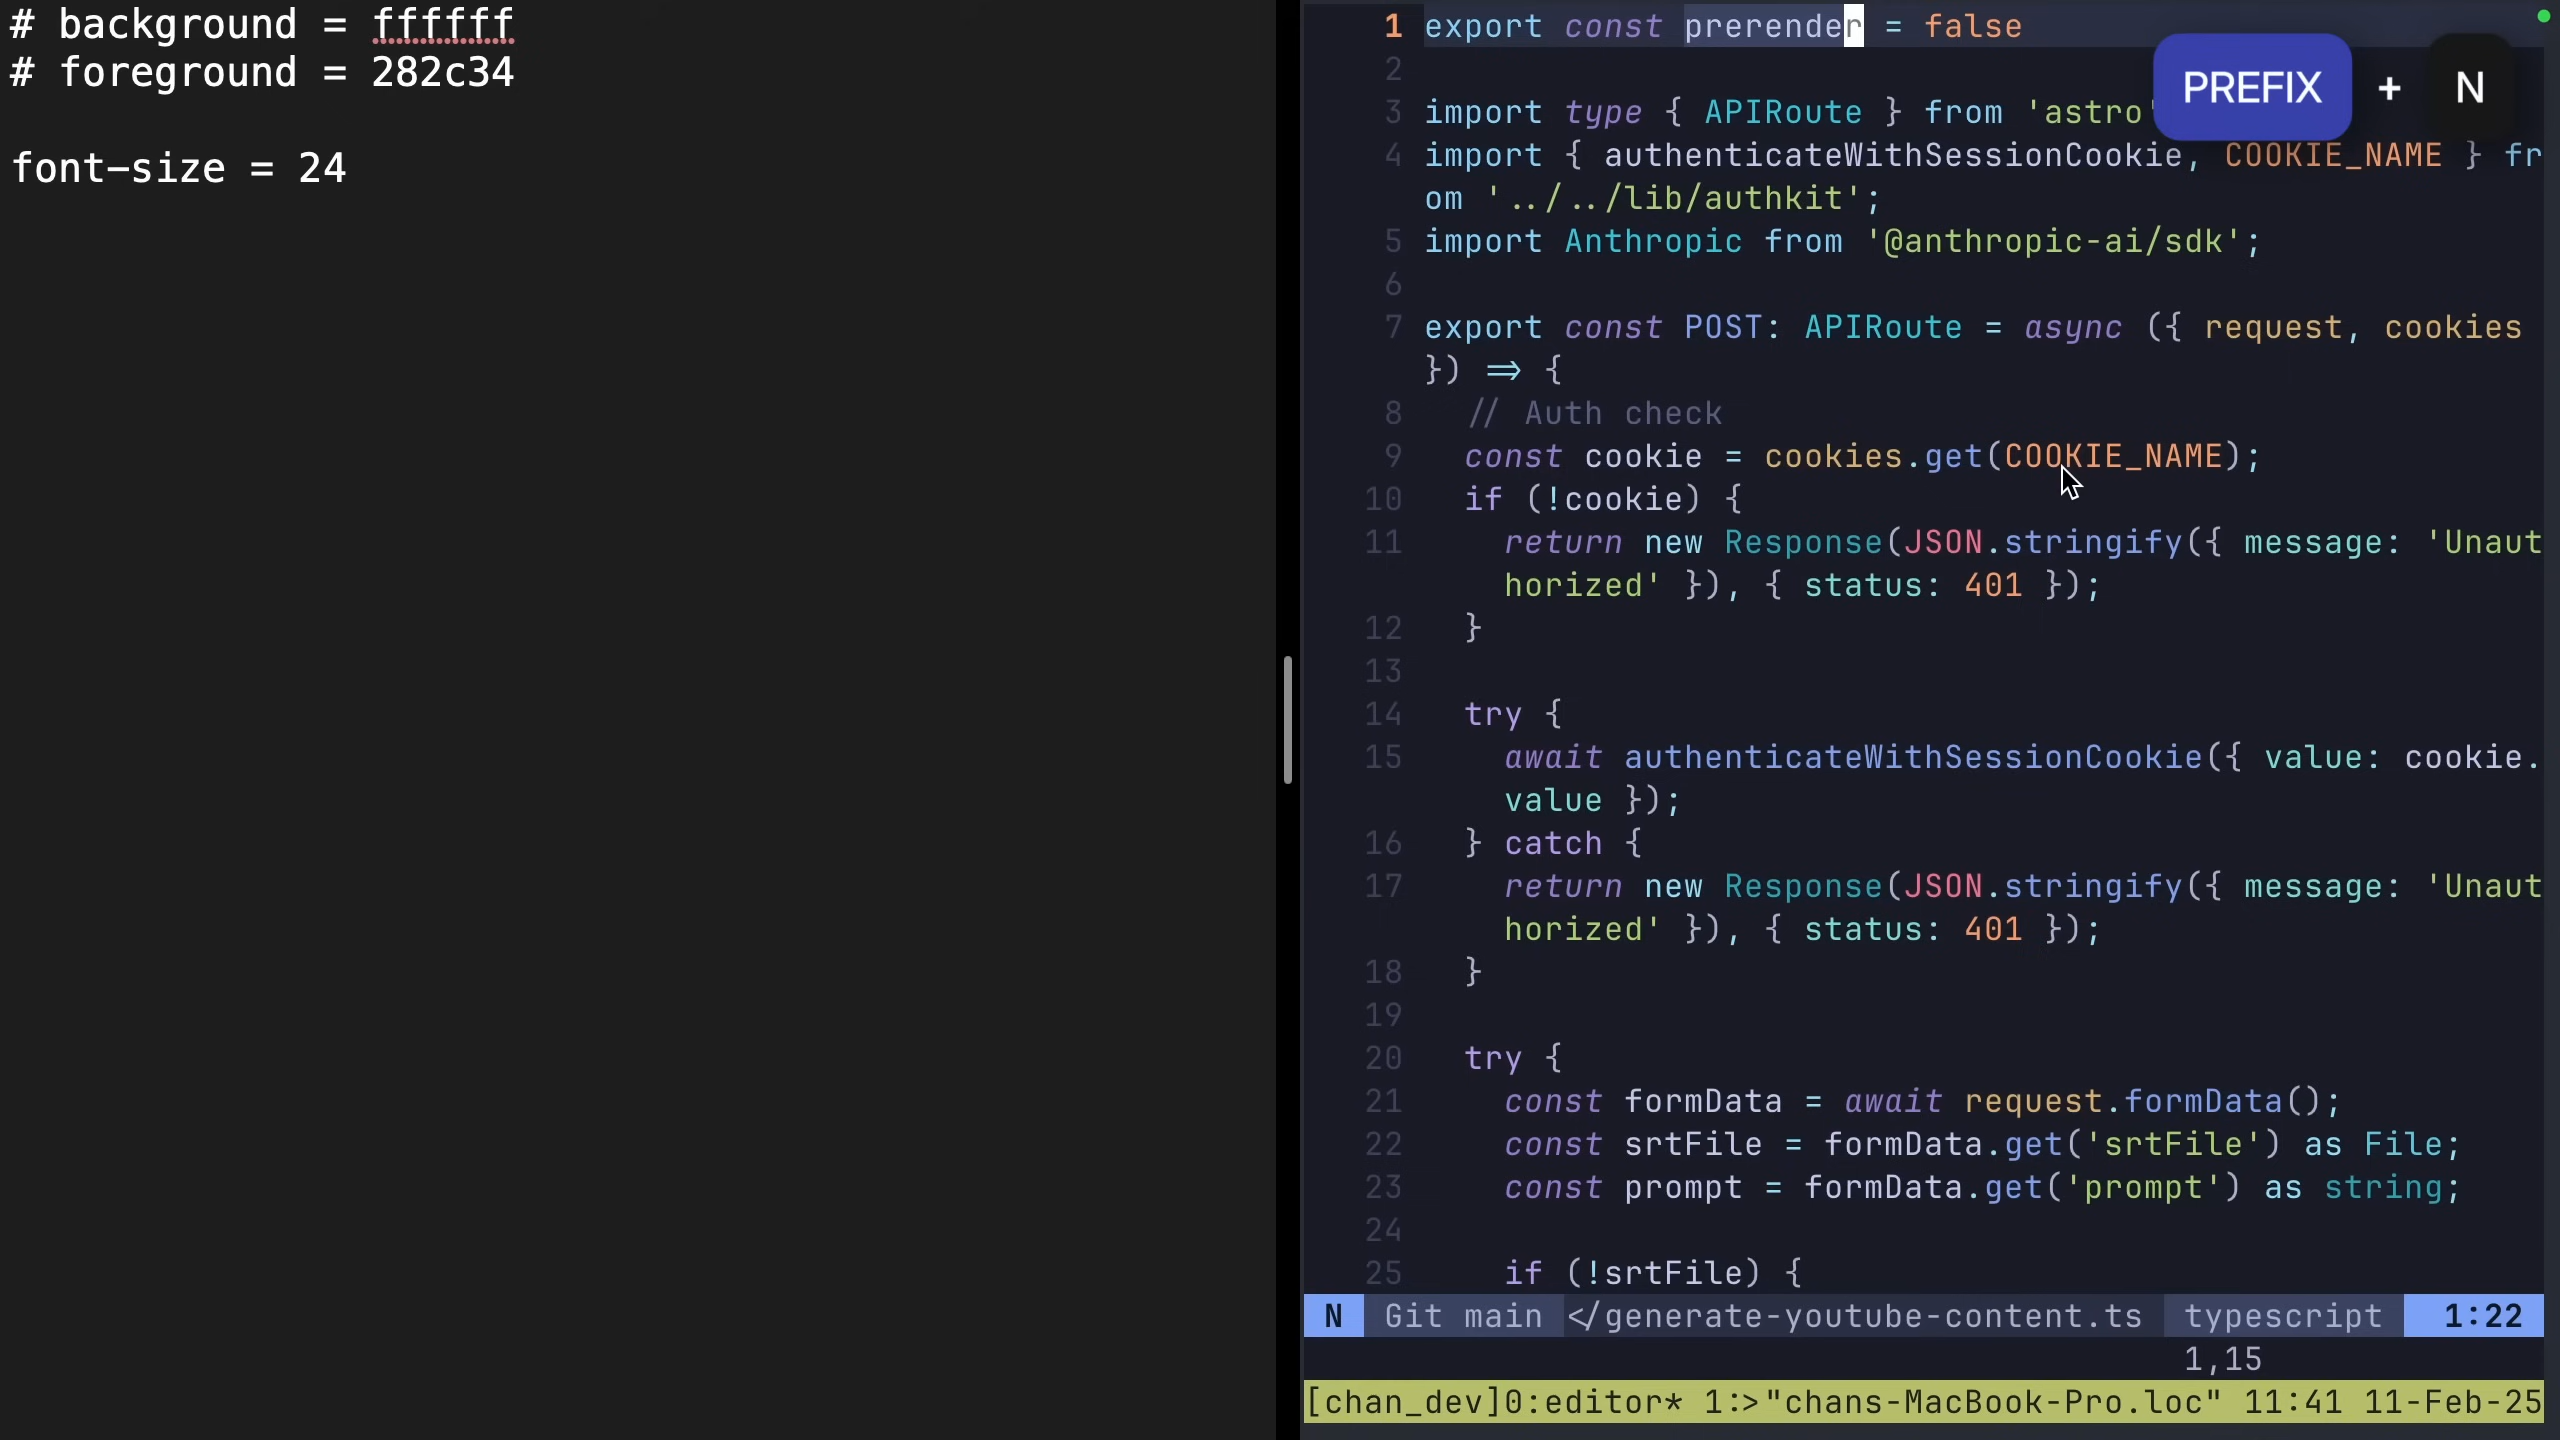 # background = ffffff
# foreground = 282c34
font-size = 24
1 export const prerender = false
PREFIX + N
2
3 import type { APIRoute } from 'astro'
4 import { authenticateWithSessionCookie, COOKIE_NAME } fr
om '../../lib/authkit';
5 import Anthropic from '@anthropic-ai/sdk';
6
7 export const POST: APIRoute = async ({ request, cookies
}) => {
8 // Auth check
9 const cookie = cookies.get(COOKIE_NAME);
10 if (!cookie) {
11 return new Response(JSON.stringify({ message: 'Unaut
horized' }), { status: 401 });
12 }
13
14 try {
15 await authenticateWithSessionCookie({ value: cookie.
value });
16 } catch {
17 return new Response(JSON.stringify({ message: 'Unaut
horized' }), { status: 401 });
18 }
19
20 try {
21 const formData = await request.formData();
22 const srtFile = formData.get('srtFile') as File;
23 const prompt = formData.get('prompt') as string;
24
25 if (!srtFile) {
N Git main </generate-youtube-content.ts typescript 1:22
1,15
[chan_dev]0:editor* 1:>"chans-MacBook-Pro.loc" 11:41 11-Feb-25